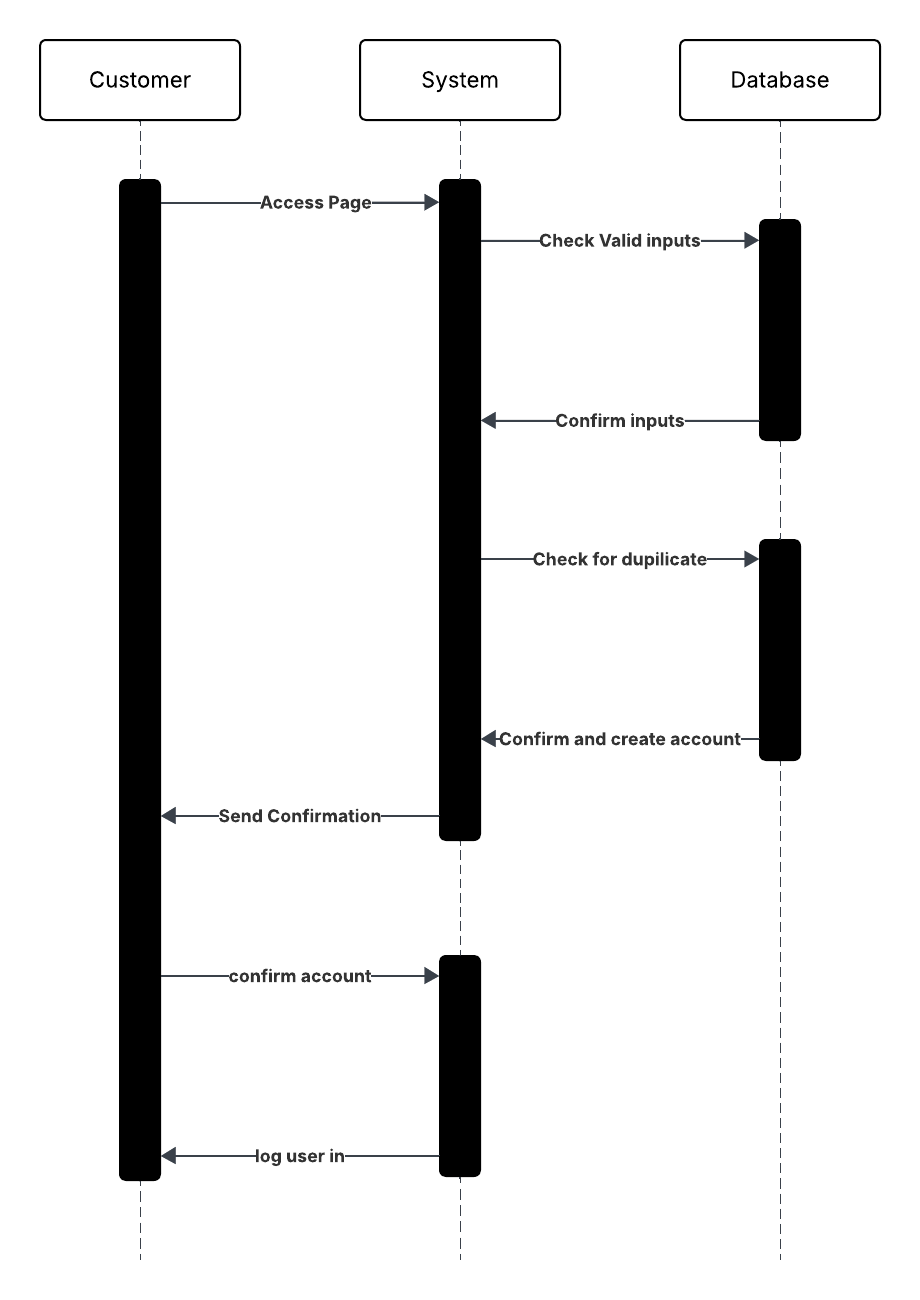 Customer
System
Database
Access Page
Check Valid inputs
Confirm inputs
Check for dupilicate
Confirm and create account
Send Confirmation
confirm account
log user in